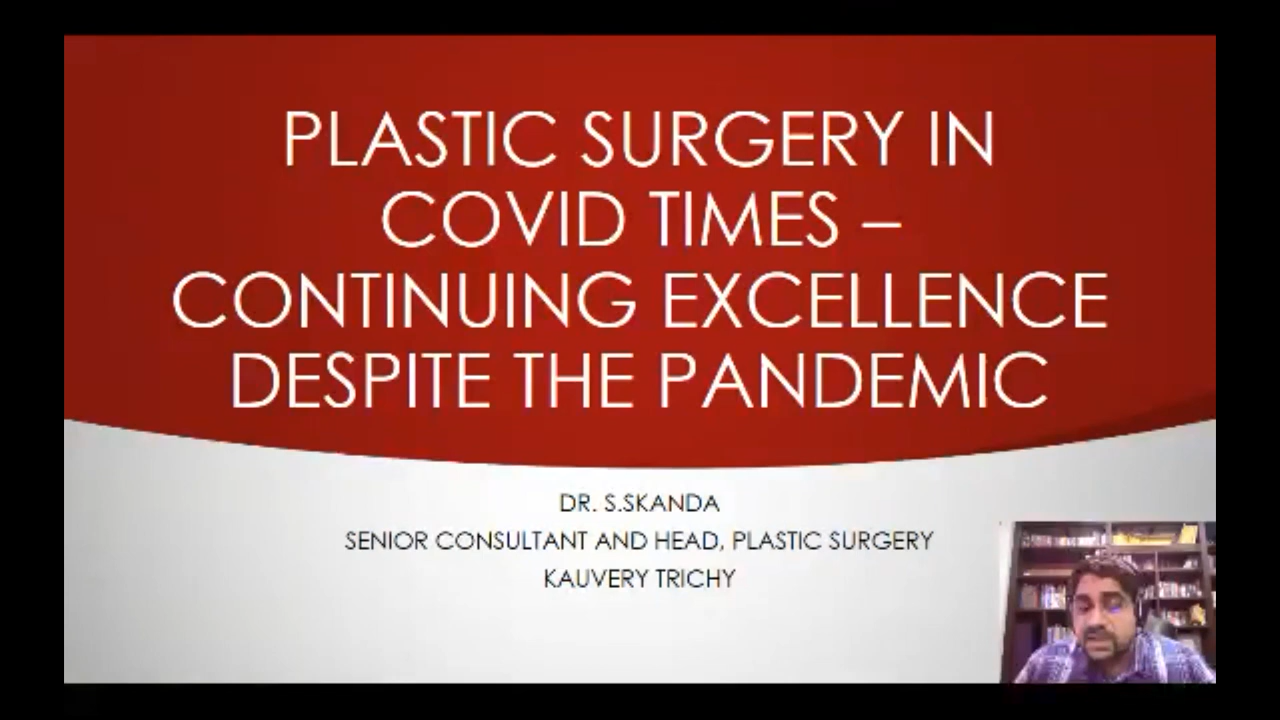 PLASTIC SURGERY IN
COVID TIMES –
CONTINUING EXCELLENCE
DESPITE THE PANDEMIC
DR. S.SKANDA
SENIOR CONSULTANT AND HEAD, PLASTIC SURGERY
KAUVERY TRICHY